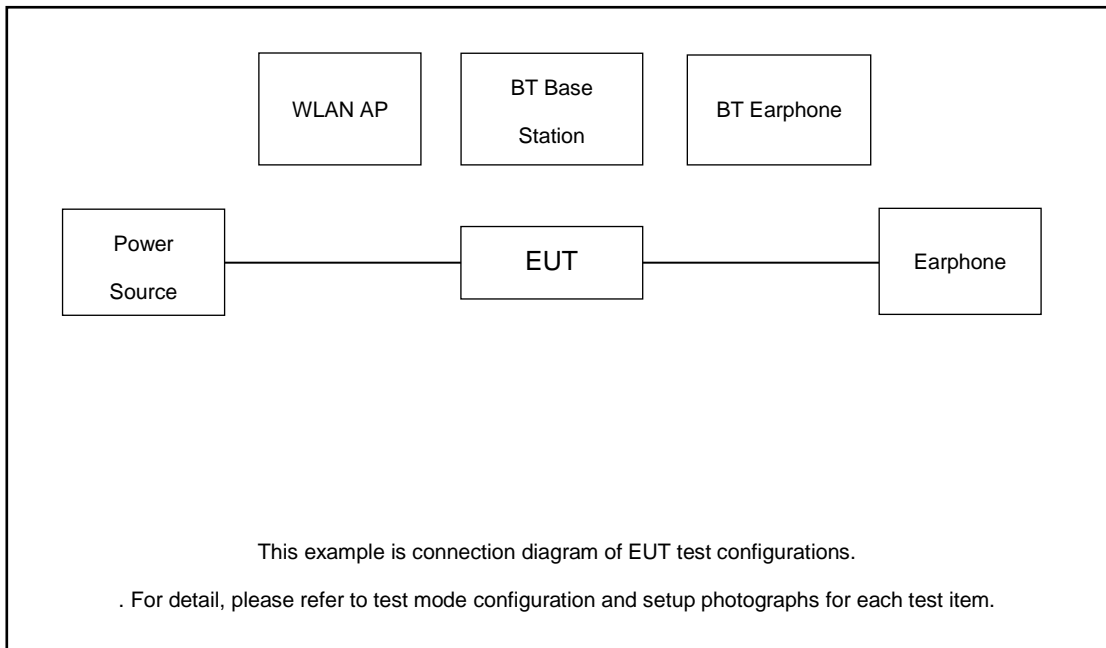 WLAN AP
BT Base
Station
BT Earphone
Power
Source
EUT
Earphone
This example is connection diagram of EUT test configurations.
. For detail, please refer to test mode configuration and setup photographs for each test item.